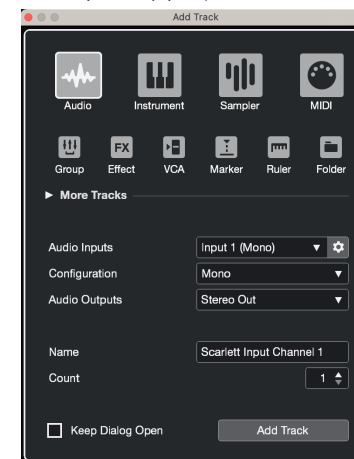 Add Track
Audio Instrument Sampler MIDI
FX
Group Effect VCA Marker Ruler Folder
More Tracks
Audio Inputs Input 1 (Mono)
Configuration Mono
Audio Outputs Stereo Out
Name Scarlett Input Channel 1
Count 1
Keep Dialog Open Add Track